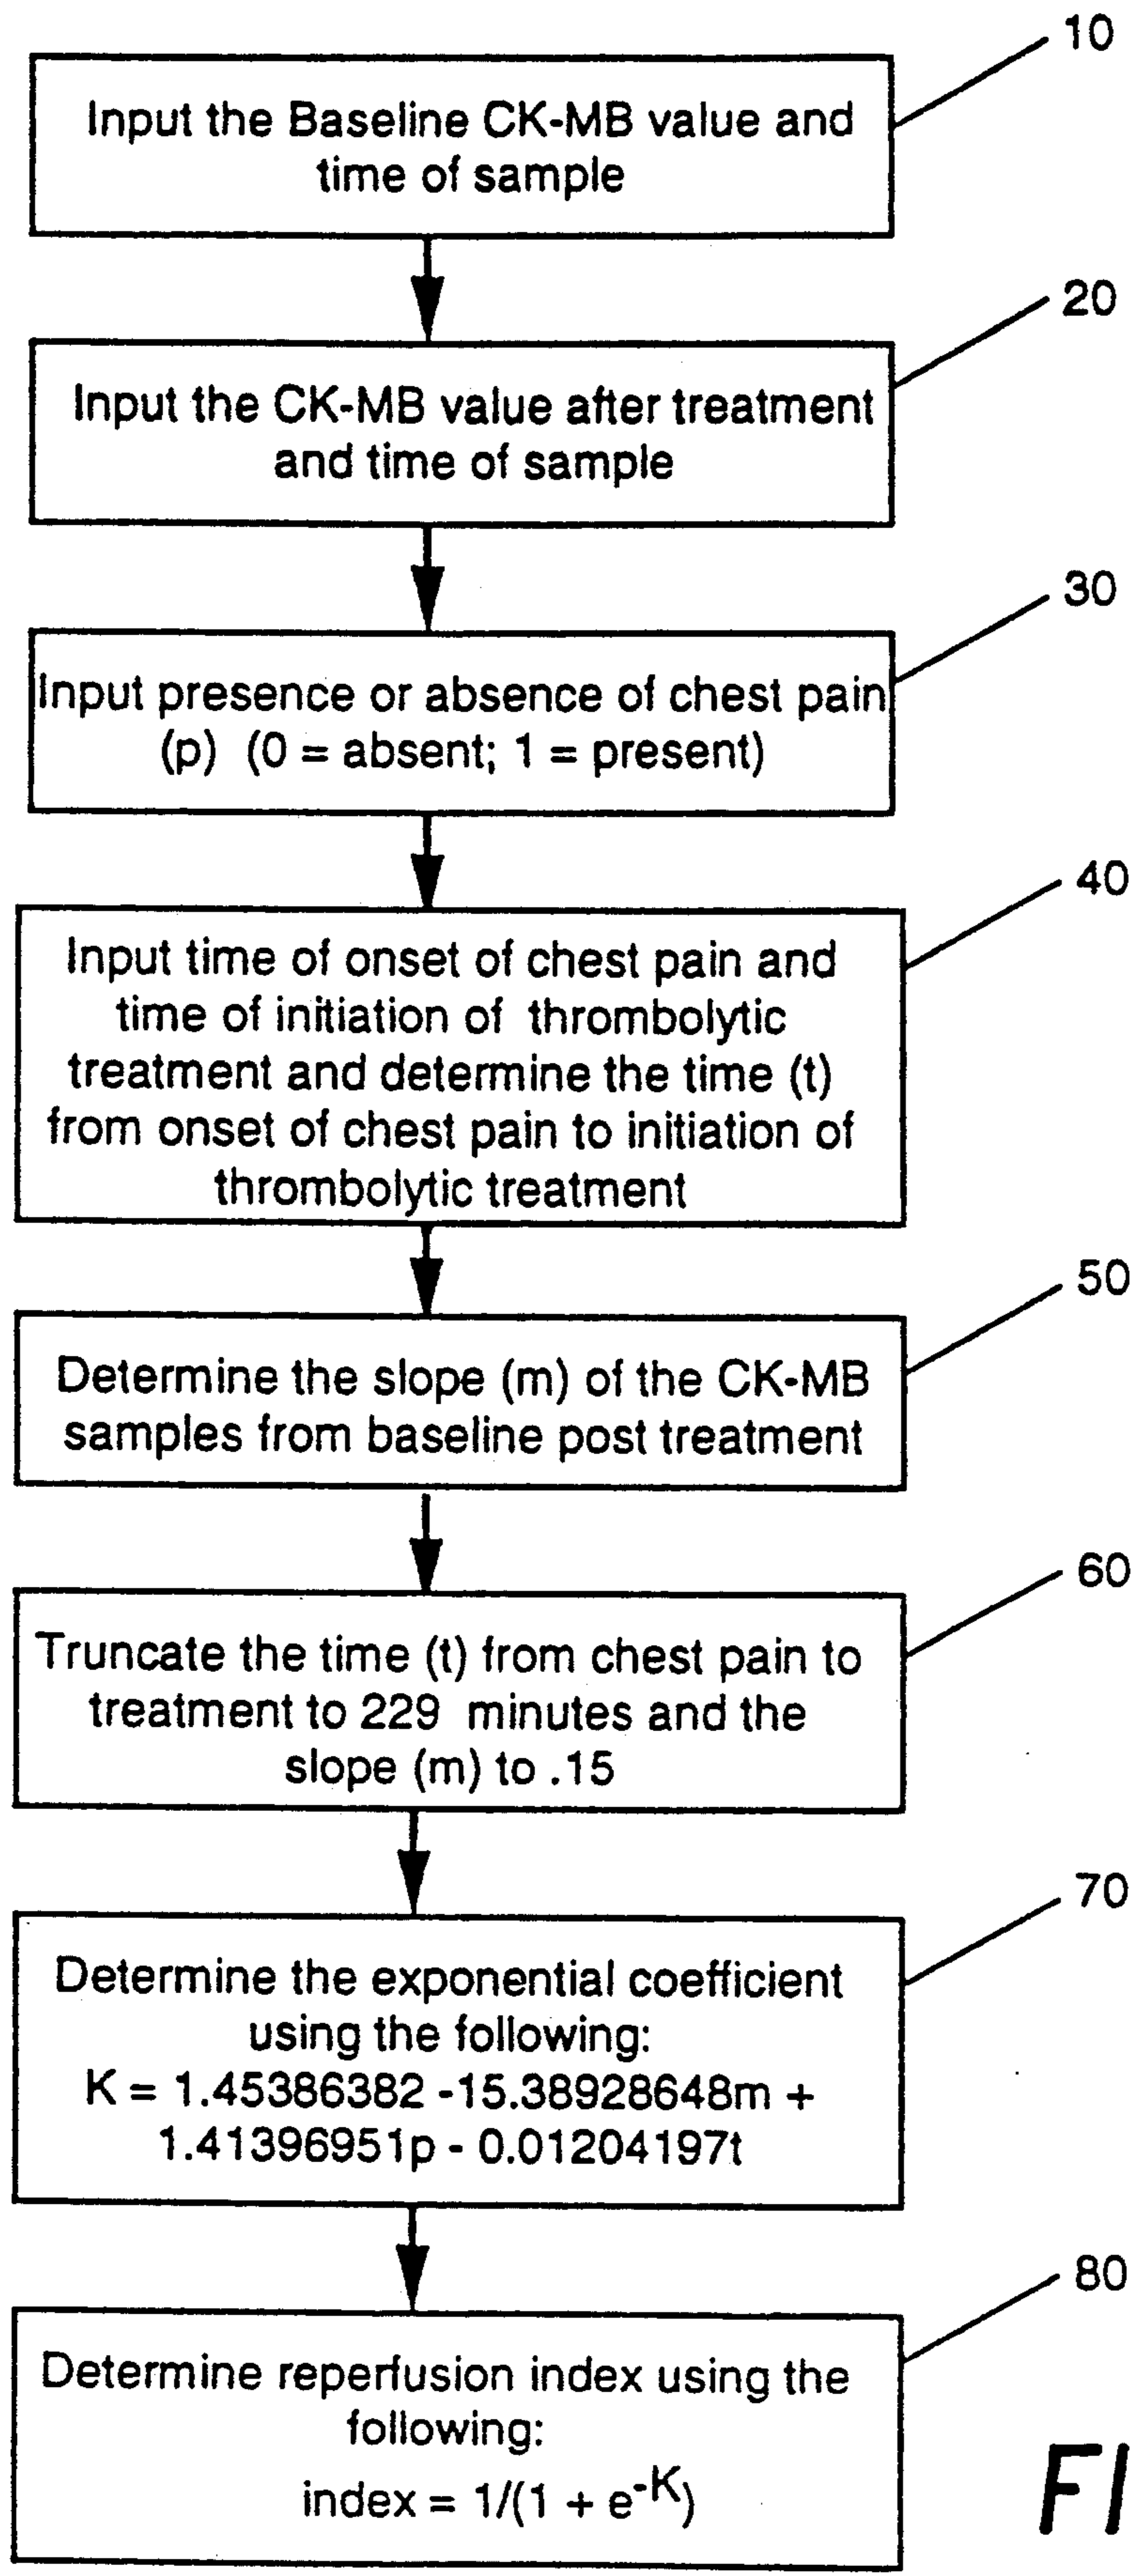 10
Input the Baseline CK-MB value and
time of sample
20
Input the CK-MB value after treatment
and time of sample
30
Input presence or absence of chest pain
(p) (0 = absent; 1 = present)
40
Input time of onset of chest pain and
time of initiation of thrombolytic
treatment and determine the time (t)
from onset of chest pain to initiation of
thrombolytic treatment
50
Determine the slope (m) of the CK-MB
samples from baseline post treatment
60
Truncate the time (t) from chest pain to
treatment to 229 minutes and the
slope (m) to .15
70
Determine the exponential coefficient
using the following:
K = 1.45386382 -15.38928648m +
1.41396951p - 0.01204197t
80
Determine reperfusion index using the
following:
index = 1/(1 + e^-K)
FI